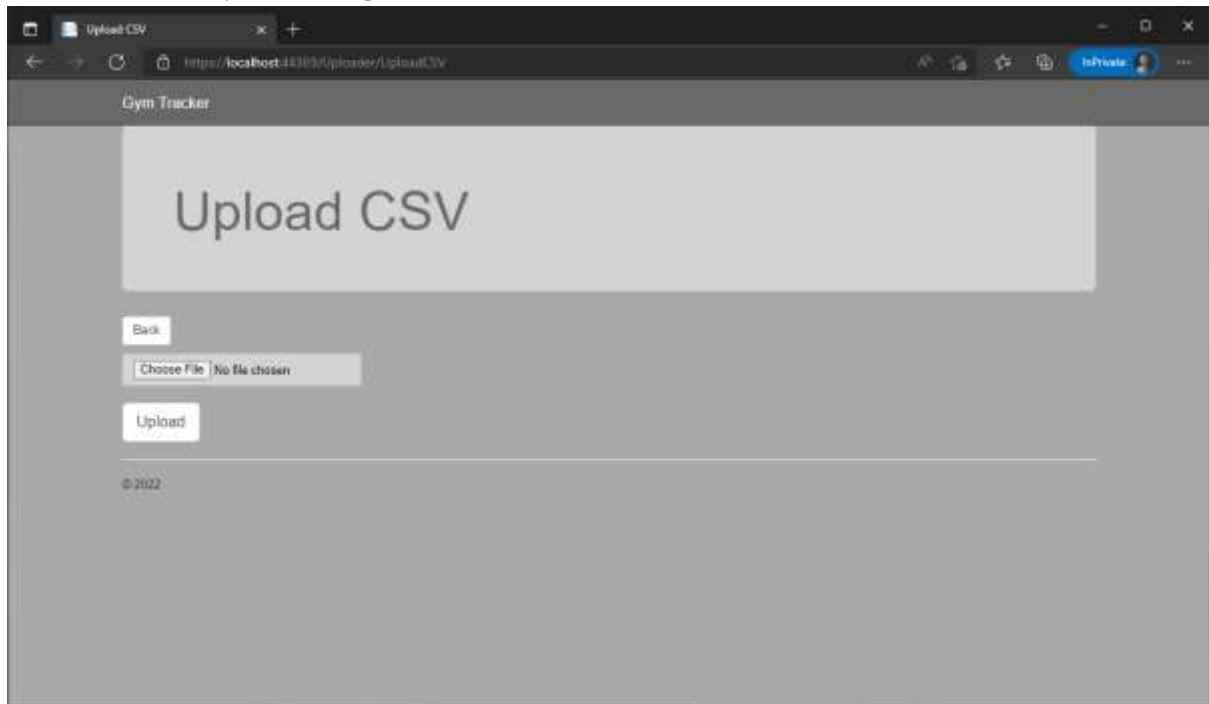 Upload CSV
https://localhost:44309/Uploader/UploadCSV
InPrivate
Gym Tracker
Upload CSV
Back
Choose File No file chosen
Upload
© 2022